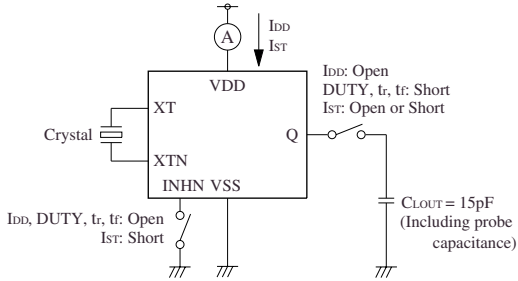 A
IDD
IST
VDD
IDD: Open
DUTY, tr, tf: Short
IST: Open or Short
XT
Crystal
Q
XTN
INHN VSS
IDD, DUTY, tr, tf: Open
IST: Short
CLOUT = 15pF
(Including probe
capacitance)